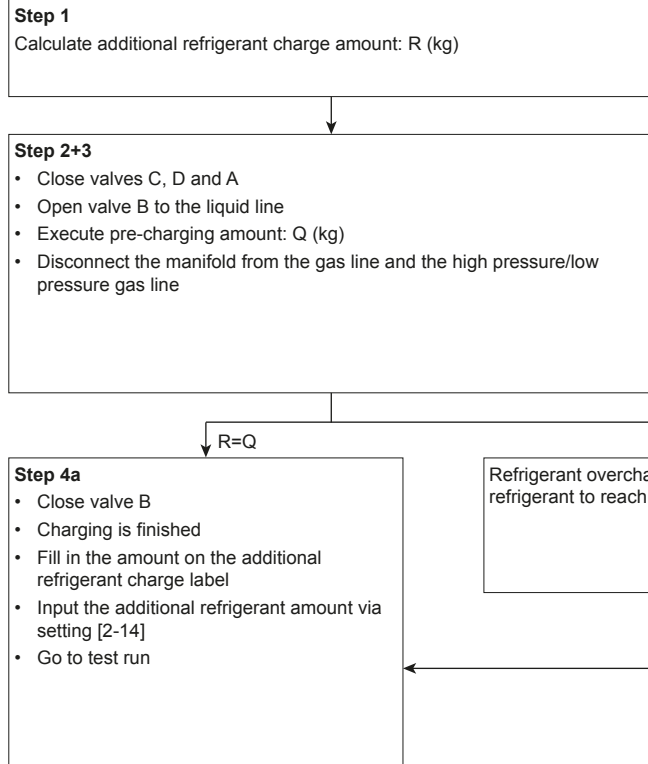 Step 1
Calculate additional refrigerant charge amount: R (kg)
Step 2+3
• Close valves C, D and A
• Open valve B to the liquid line
• Execute pre-charging amount: Q (kg)
• Disconnect the manifold from the gas line and the high pressure/low
pressure gas line
R=Q
Step 4a
• Close valve B
• Charging is finished
• Fill in the amount on the additional
refrigerant charge label
• Input the additional refrigerant amount via
setting [2-14]
• Go to test run
Refrigerant
refrigerant to reach